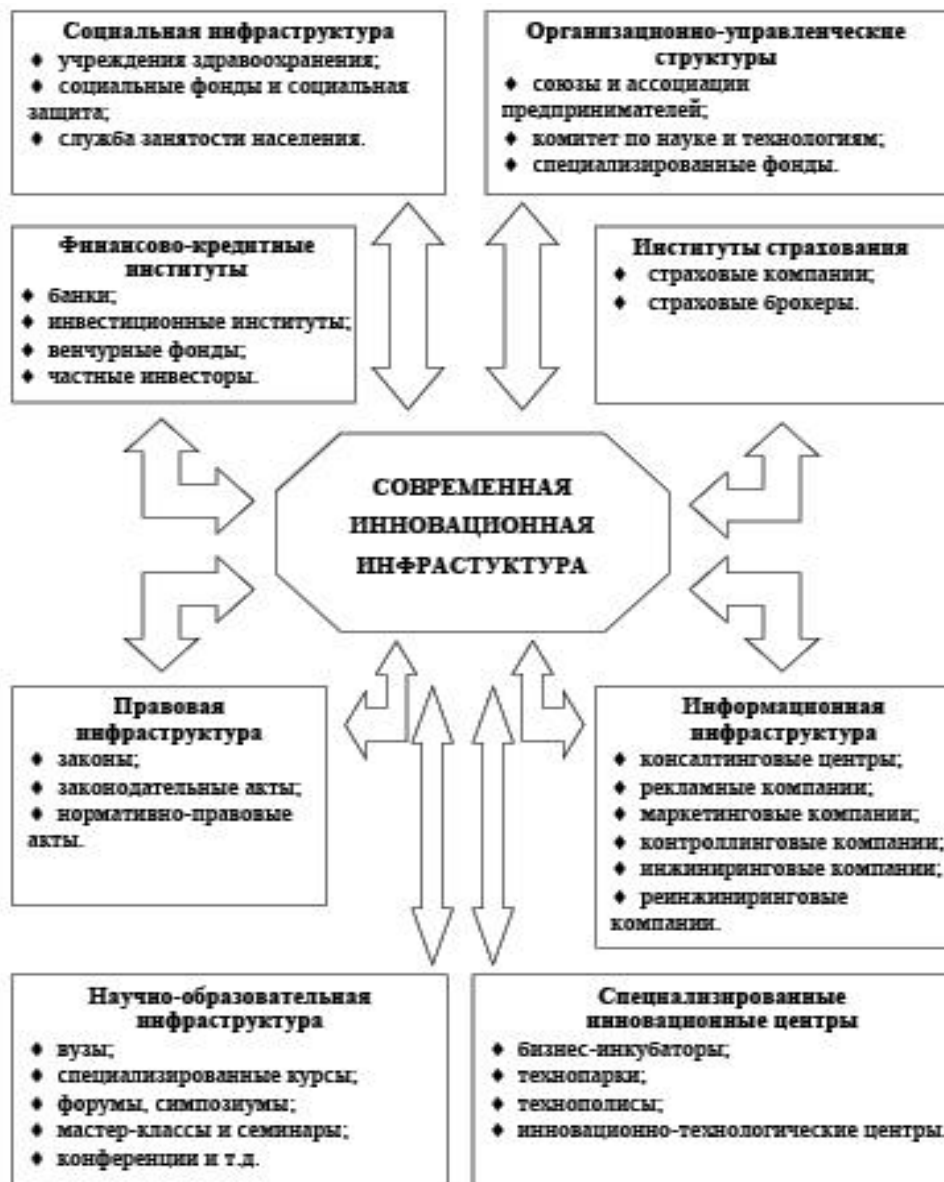 Социальная инфраструктура
♦ учреждения здравоохранения;
♦ социальные фонды и социальная
защита;
♦ служба занятости населения.
Организационно-управленческие
структуры
♦ союзы и ассоциации
предпринимателей;
♦ комитет по науке и технологиям;
♦ специализированные фонды.
Финансово-кредитные
институты
♦ банки;
♦ инвестиционные институты;
♦ венчурные фонды;
♦ частные инвесторы.
Институты страхования
♦ страховые компании;
♦ страховые брокеры.
СОВРЕМЕННАЯ
ИННОВАЦИОННАЯ
ИНФРАСТУКТУРА
Правовая
инфраструктура
♦ законы;
♦ законодательные акты;
♦ нормативно-правовые
акты.
Информационная
инфраструктура
♦ консалтинговые центры;
♦ рекламные компании;
♦ маркетинговые компании;
♦ контроллинговые компании;
♦ инжиниринговые компании;
♦ реинжиниринговые
компании.
Научно-образовательная
инфраструктура
♦ вузы;
♦ специализированные курсы;
♦ форумы, симпозиумы;
♦ мастер-классы и семинары;
♦ конференции и т.д.
Специализированные
инновационные центры
♦ бизнес-инкубаторы;
♦ технопарки;
♦ технополисы;
♦ инновационно-технологические центры.